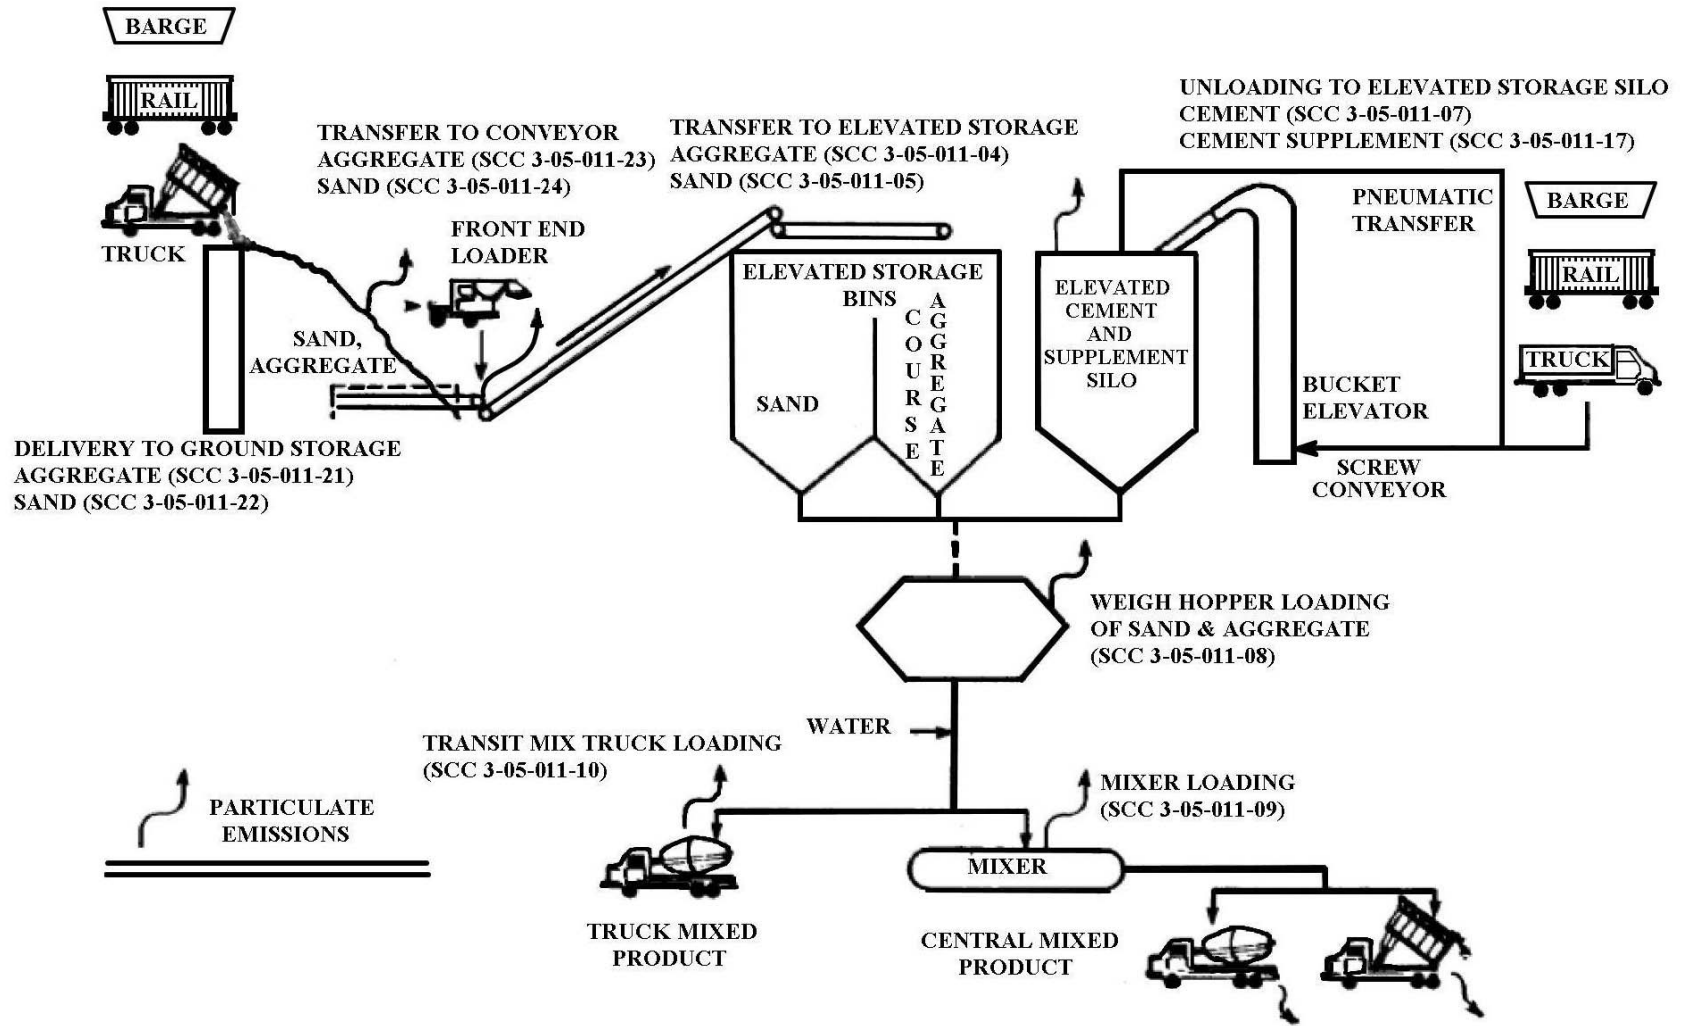 BARGE
RAIL
TRUCK
TRANSFER TO CONVEYOR
AGGREGATE (SCC 3-05-011-23)
SAND (SCC 3-05-011-24)
FRONT END
LOADER
SAND,
AGGREGATE
DELIVERY TO GROUND STORAGE
AGGREGATE (SCC 3-05-011-21)
SAND (SCC 3-05-011-22)
TRANSFER TO ELEVATED STORAGE
AGGREGATE (SCC 3-05-011-04)
SAND (SCC 3-05-011-05)
ELEVATED STORAGE
BINS
SAND
COURSE
AGGREGATE
UNLOADING TO ELEVATED STORAGE SILO
CEMENT (SCC 3-05-011-07)
CEMENT SUPPLEMENT (SCC 3-05-011-17)
PNEUMATIC
TRANSFER
BARGE
RAIL
TRUCK
ELEVATED
CEMENT
AND
SUPPLEMENT
SILO
BUCKET
ELEVATOR
SCREW
CONVEYOR
WEIGH HOPPER LOADING
OF SAND & AGGREGATE
(SCC 3-05-011-08)
WATER
TRANSIT MIX TRUCK LOADING
(SCC 3-05-011-10)
MIXER LOADING
(SCC 3-05-011-09)
PARTICULATE
EMISSIONS
MIXER
TRUCK MIXED
PRODUCT
CENTRAL MIXED
PRODUCT